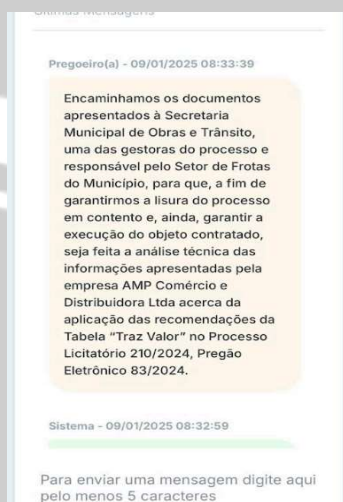 Últimas Mensagens
Pregoeiro(a) - 09/01/2025 08:33:39
Encaminhamos os documentos
apresentados à Secretaria
Municipal de Obras e Trânsito,
uma das gestoras do processo e
responsável pelo Setor de Frotas
do Município, para que, a fim de
garantirmos a lisura do processo
em contento e, ainda, garantir a
execução do objeto contratado,
seja feita a análise técnica das
informações apresentadas pela
empresa AMP Comércio e
Distribuidora Ltda acerca da
aplicação das recomendações da
Tabela “Traz Valor” no Processo
Licitatório 210/2024, Pregão
Eletrônico 83/2024.
Sistema - 09/01/2025 08:32:59
Para enviar uma mensagem digite aqui
pelo menos 5 caracteres